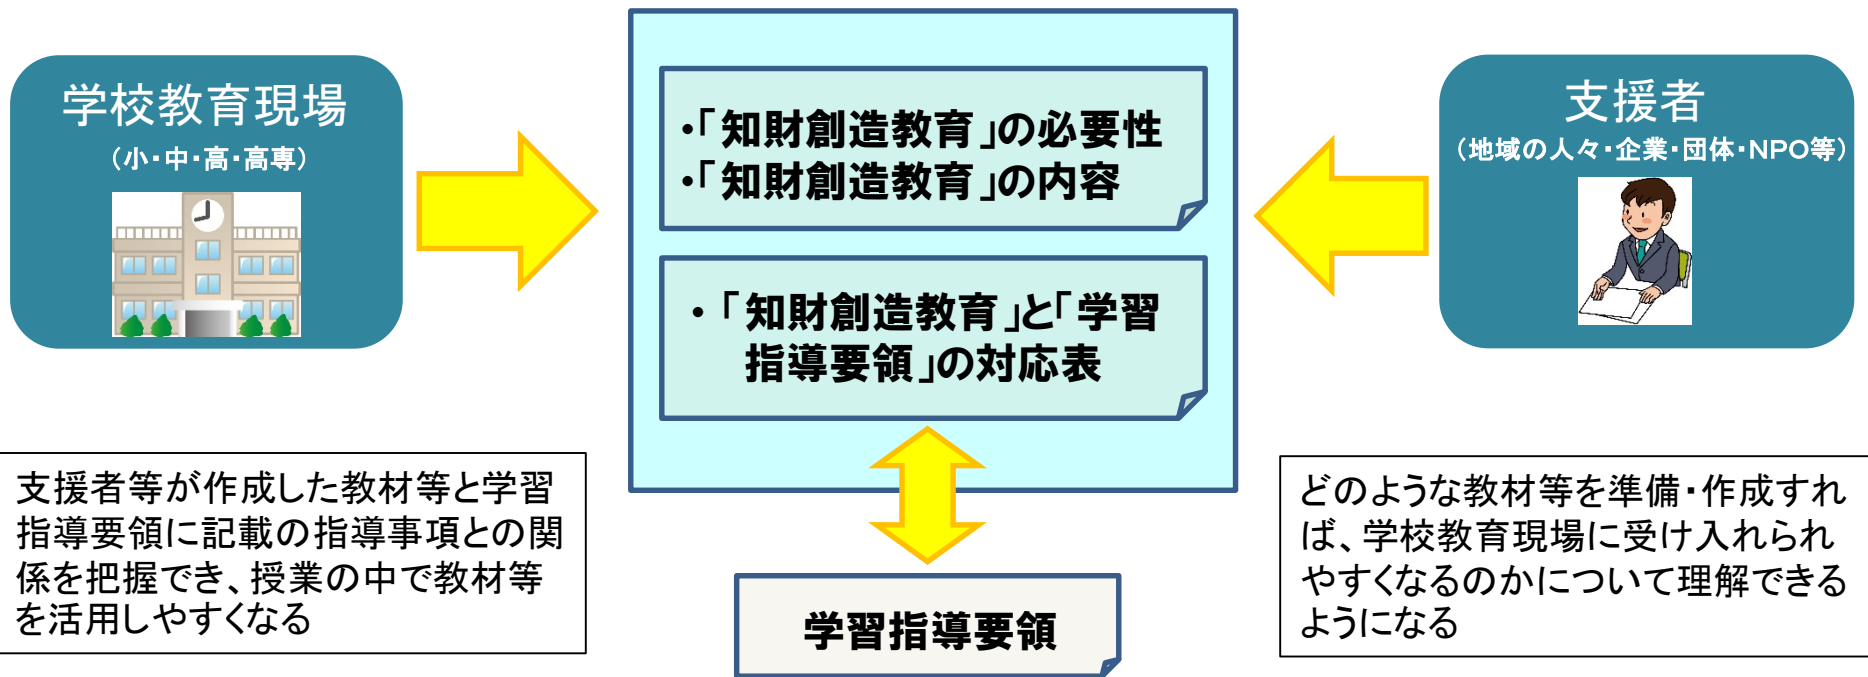 学校教育現場
（小・中・高・高専）
・「知財創造教育」の必要性
・「知財創造教育」の内容
・「知財創造教育」と「学習
指導要領」の対応表
支援者
（地域の人々・企業・団体・NPO等）
支援者等が作成した教材等と学習
指導要領に記載の指導事項との関
係を把握でき、授業の中で教材等
を活用しやすくなる
学習指導要領
どのような教材等を準備・作成すれ
ば、学校教育現場に受け入れられ
やすくなるのかについて理解できる
ようになる